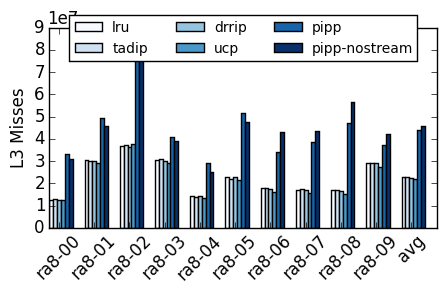 1e7
lru drrip pipp
tadip ucp pipp-nostream
9
8
7
6
5
4
3
2
1
0
L3 Misses
ra8-00 ra8-01 ra8-02 ra8-03 ra8-04 ra8-05 ra8-06 ra8-07 ra8-08 ra8-09 avg